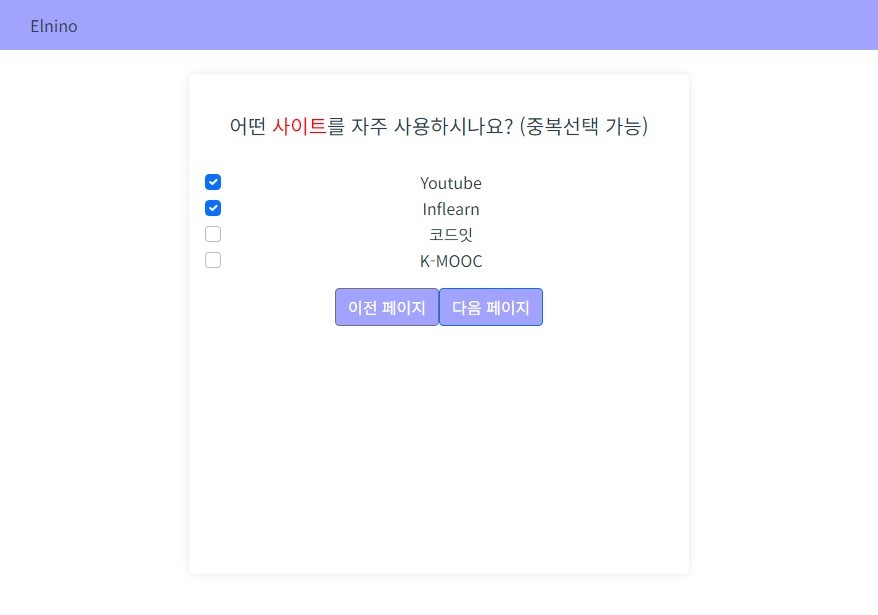 Elnino
어떤 사이트를 자주 사용하시나요? (중복선택 가능)
Youtube
Inflearn
코드잇
K-MOOC
이전 페이지 다음 페이지